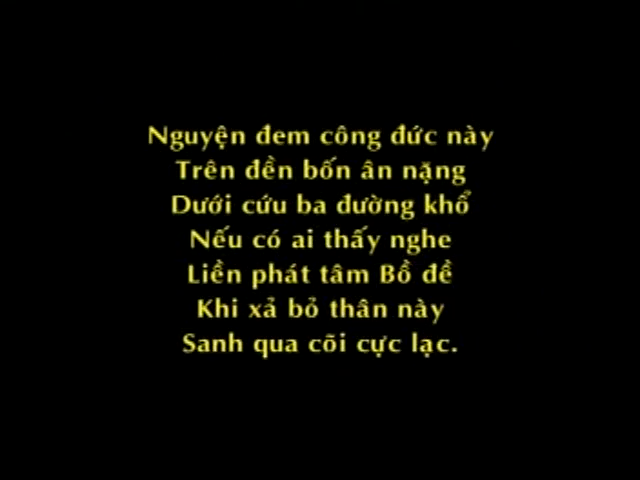 Nguyện đem công đức này
Trên đền bốn ân nặng
Dưới cứu ba đường khổ
Nếu có ai thấy nghe
Liền phát tâm Bồ đề
Khi xả bỏ thân này
Sanh qua cõi cực lạc.